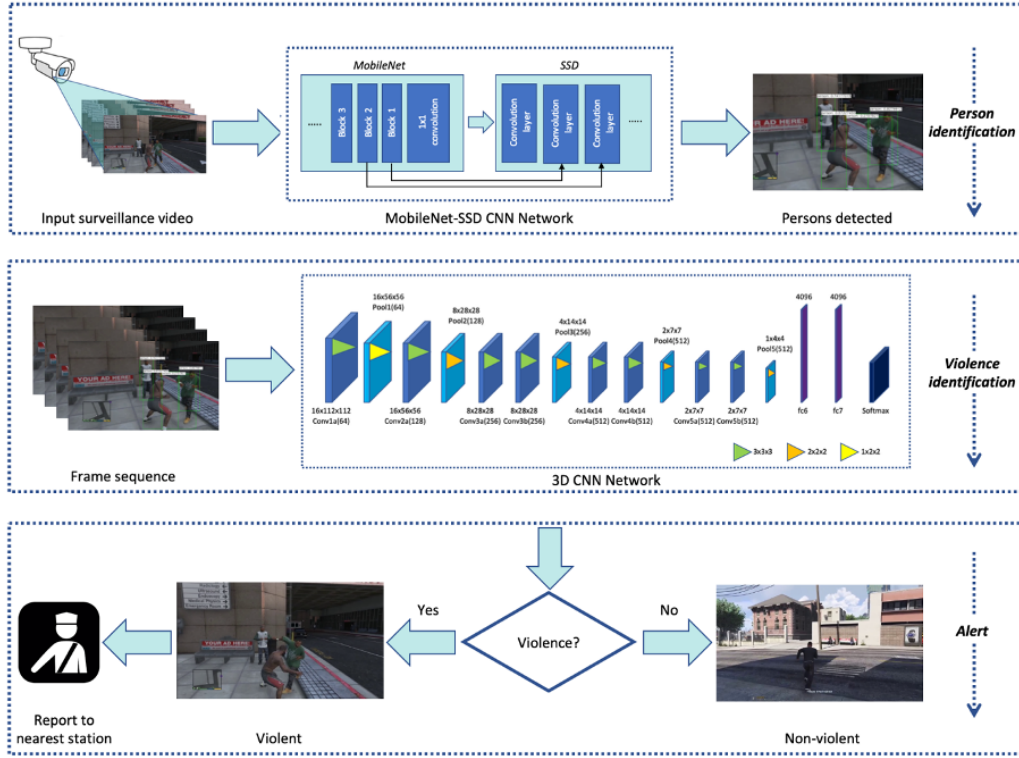 MobileNet
SSD
.....
Block 3
Block 2
Block 1
1x1
convolution
Convolution
layer
Convolution
layer
Convolution
layer
.....
Person
identification
Input surveillance video
MobileNet-SSD CNN Network
Persons detected
16x56x56
Pool1(64)
8x28x28
Pool2(128)
4x14x14
Pool3(256)
2x7x7
Pool4(512)
1x4x4
Pool5(512)
4096
4096
YOUR AD HERE!
16x112x112
Conv1a(64)
16x56x56
Conv2a(128)
8x28x28
Conv3a(256)
8x28x28
Conv3b(256)
4x14x14
Conv4a(512)
4x14x14
Conv4b(512)
2x7x7
Conv5a(512)
2x7x7
Conv5b(512)
fc6
fc7
Softmax
3x3x3
2x2x2
1x2x2
Violence
identification
Frame sequence
3D CNN Network
YOUR AD HERE!
Yes
Violence?
No
Alert
Report to
nearest station
Violent
Non-violent